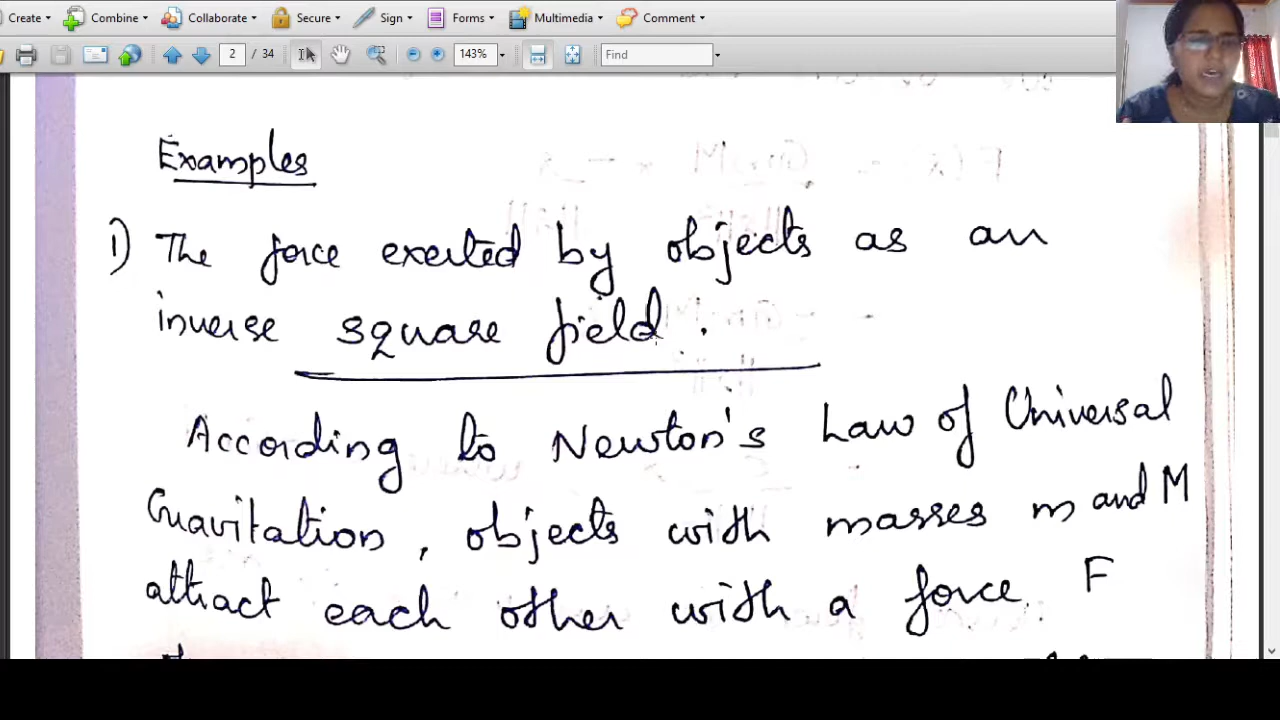 Create Combine Collaborate Secure Sign Forms Multimedia Comment
2 / 34 143% Find
Examples
1) The force exerted by objects as an
inverse square field.
According to Newton's Law of Universal
Gravitation, objects with masses m and M
attract each other with a force F